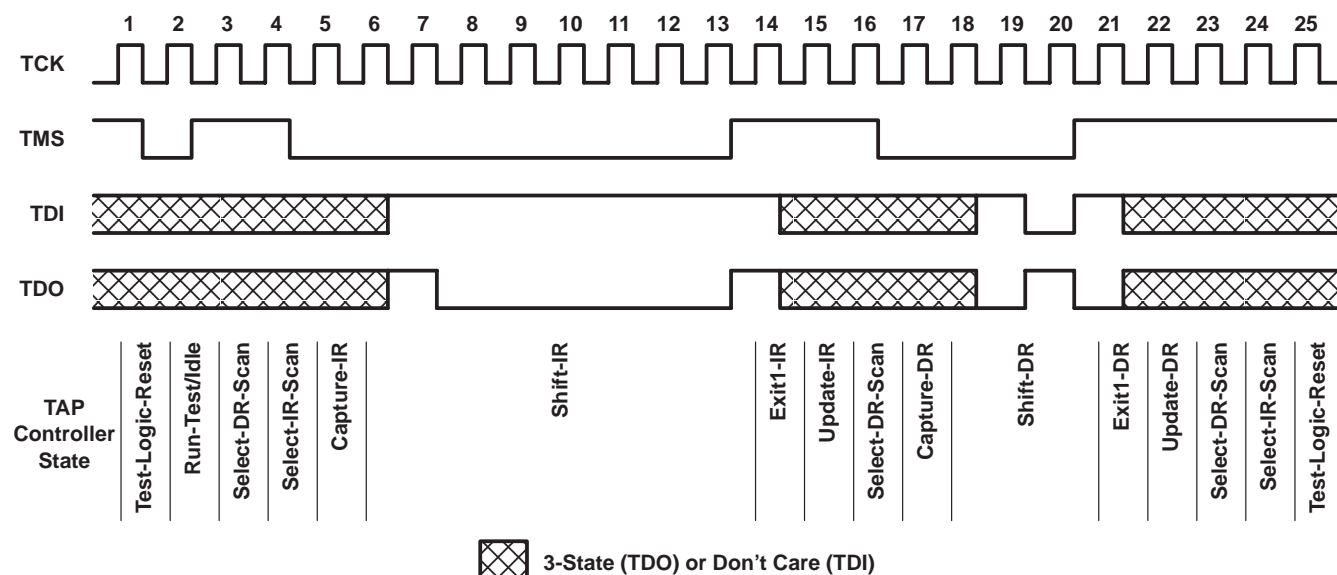 1 2 3 4 5 6 7 8 9 10 11 12 13 14 15 16 17 18 19 20 21 22 23 24 25
TCK
TMS
TDI
TDO
TAP
Controller
State
Test-Logic-Reset
Run-Test/Idle
Select-DR-Scan
Select-IR-Scan
Capture-IR
Shift-IR
Exit1-IR
Update-IR
Select-DR-Scan
Capture-DR
Shift-DR
Exit1-DR
Update-DR
Select-DR-Scan
Select-IR-Scan
Test-Logic-Reset
3-State (TDO) or Don't Care (TDI)